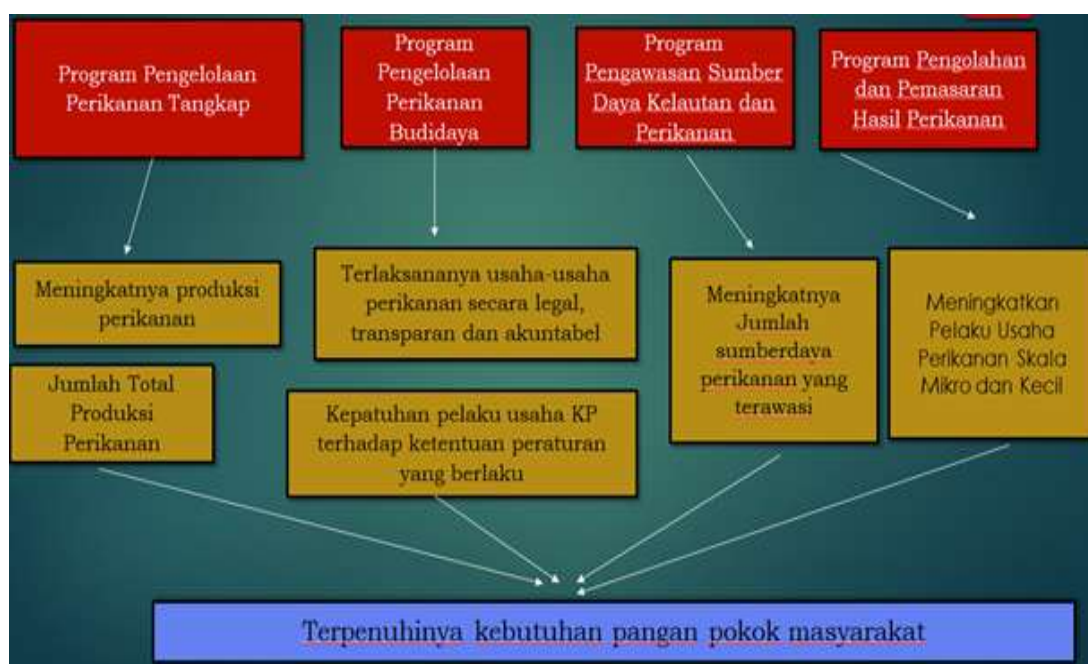 Program Pengelolaan
Perikanan Tangkap
Program
Pengelolaan
Perikanan
Budidaya
Program
Pengawasan Sumber
Daya Kelautan dan
Perikanan
Program Pengolahan
dan Pemasaran
Hasil Perikanan
Meningkatnya produksi
perikanan
Jumlah Total
Produksi
Perikanan
Terlaksananya usaha-usaha
perikanan secara legal,
transparan dan akuntabel
Kepatuhan pelaku usaha KP
terhadap ketentuan peraturan
yang berlaku
Meningkatnya
Jumlah
sumberdaya
perikanan yang
terawasi
Meningkatkan
Pelaku Usaha
Perikanan Skala
Mikro dan Kecil
Terpenuhinya kebutuhan pangan pokok masyarakat